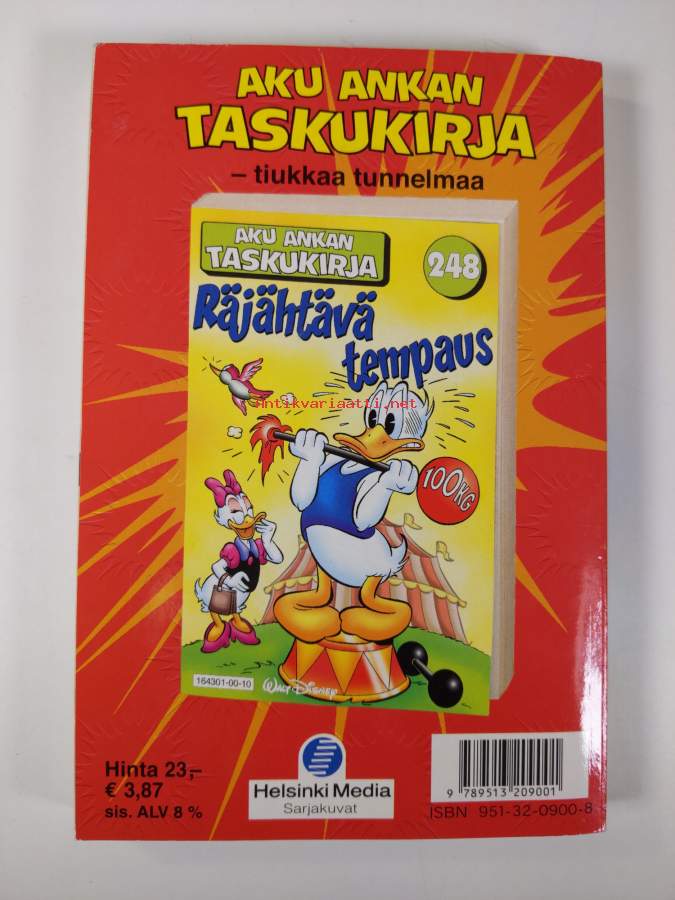 AKU ANKAN
TASKUKIRJA
– tiukkaa tunnelmaa
AKU ANKAN
TASKUKIRJA
248
Räjähtävä
tempaus
Antikvariaatti.net
100KG
164301-00-10
WALT DISNEY
Hinta 23,–
€ 3,87
sis. ALV 8 %
Helsinki Media
Sarjakuvat
9 789513 209001
ISBN 951-32-0900-8